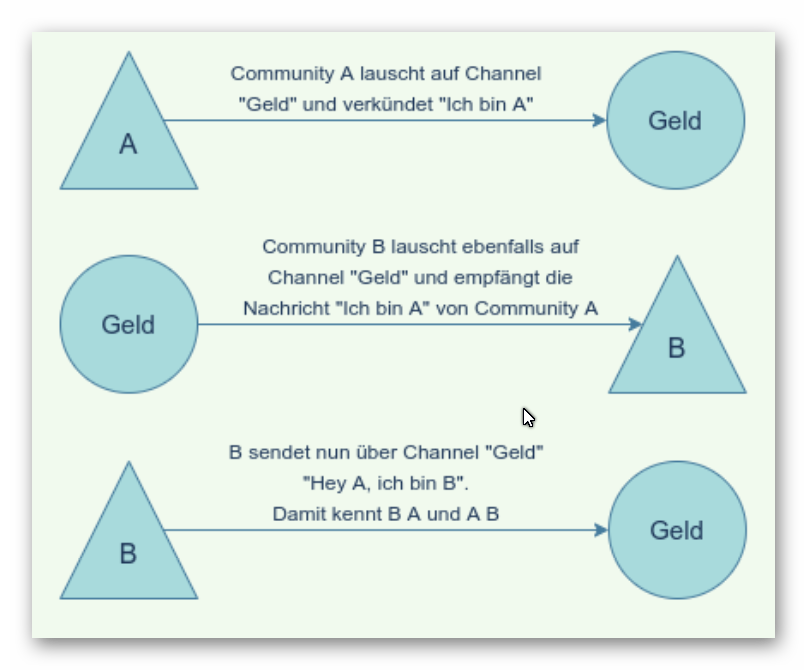 Community A lauscht auf Channel
"Geld" und verkündet "Ich bin A"
A
Geld
Community B lauscht ebenfalls auf
Channel "Geld" und empfängt die
Nachricht "Ich bin A" von Community A
Geld
B
B sendet nun über Channel "Geld"
"Hey A, ich bin B".
Damit kennt B A und A B
B
Geld